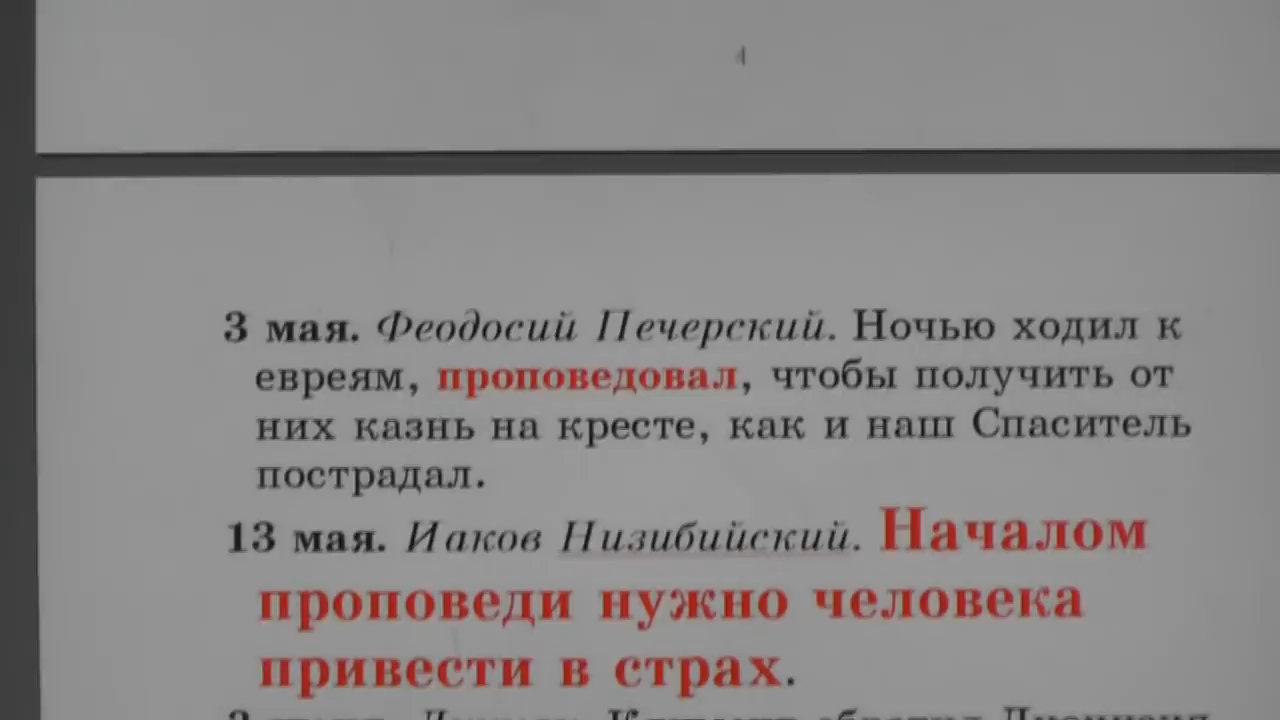 4
3 мая. Феодосий Печерский. Ночью ходил к
евреям, проповедовал, чтобы получить от
них казнь на кресте, как и наш Спаситель
пострадал.
13 мая. Иаков Низибийский. Началом
проповеди нужно человека
привести в страх.